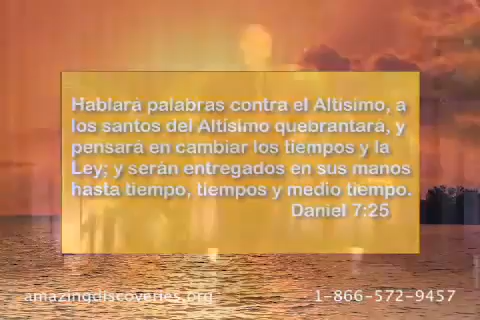 Hablará palabras contra el Altísimo, a
los santos del Altísimo quebrantará, y
pensará en cambiar los tiempos y la
Ley; y serán entregados en sus manos
hasta tiempo, tiempos y medio tiempo.
Daniel 7:25
amazingdiscoveries.org 1-866-572-9457